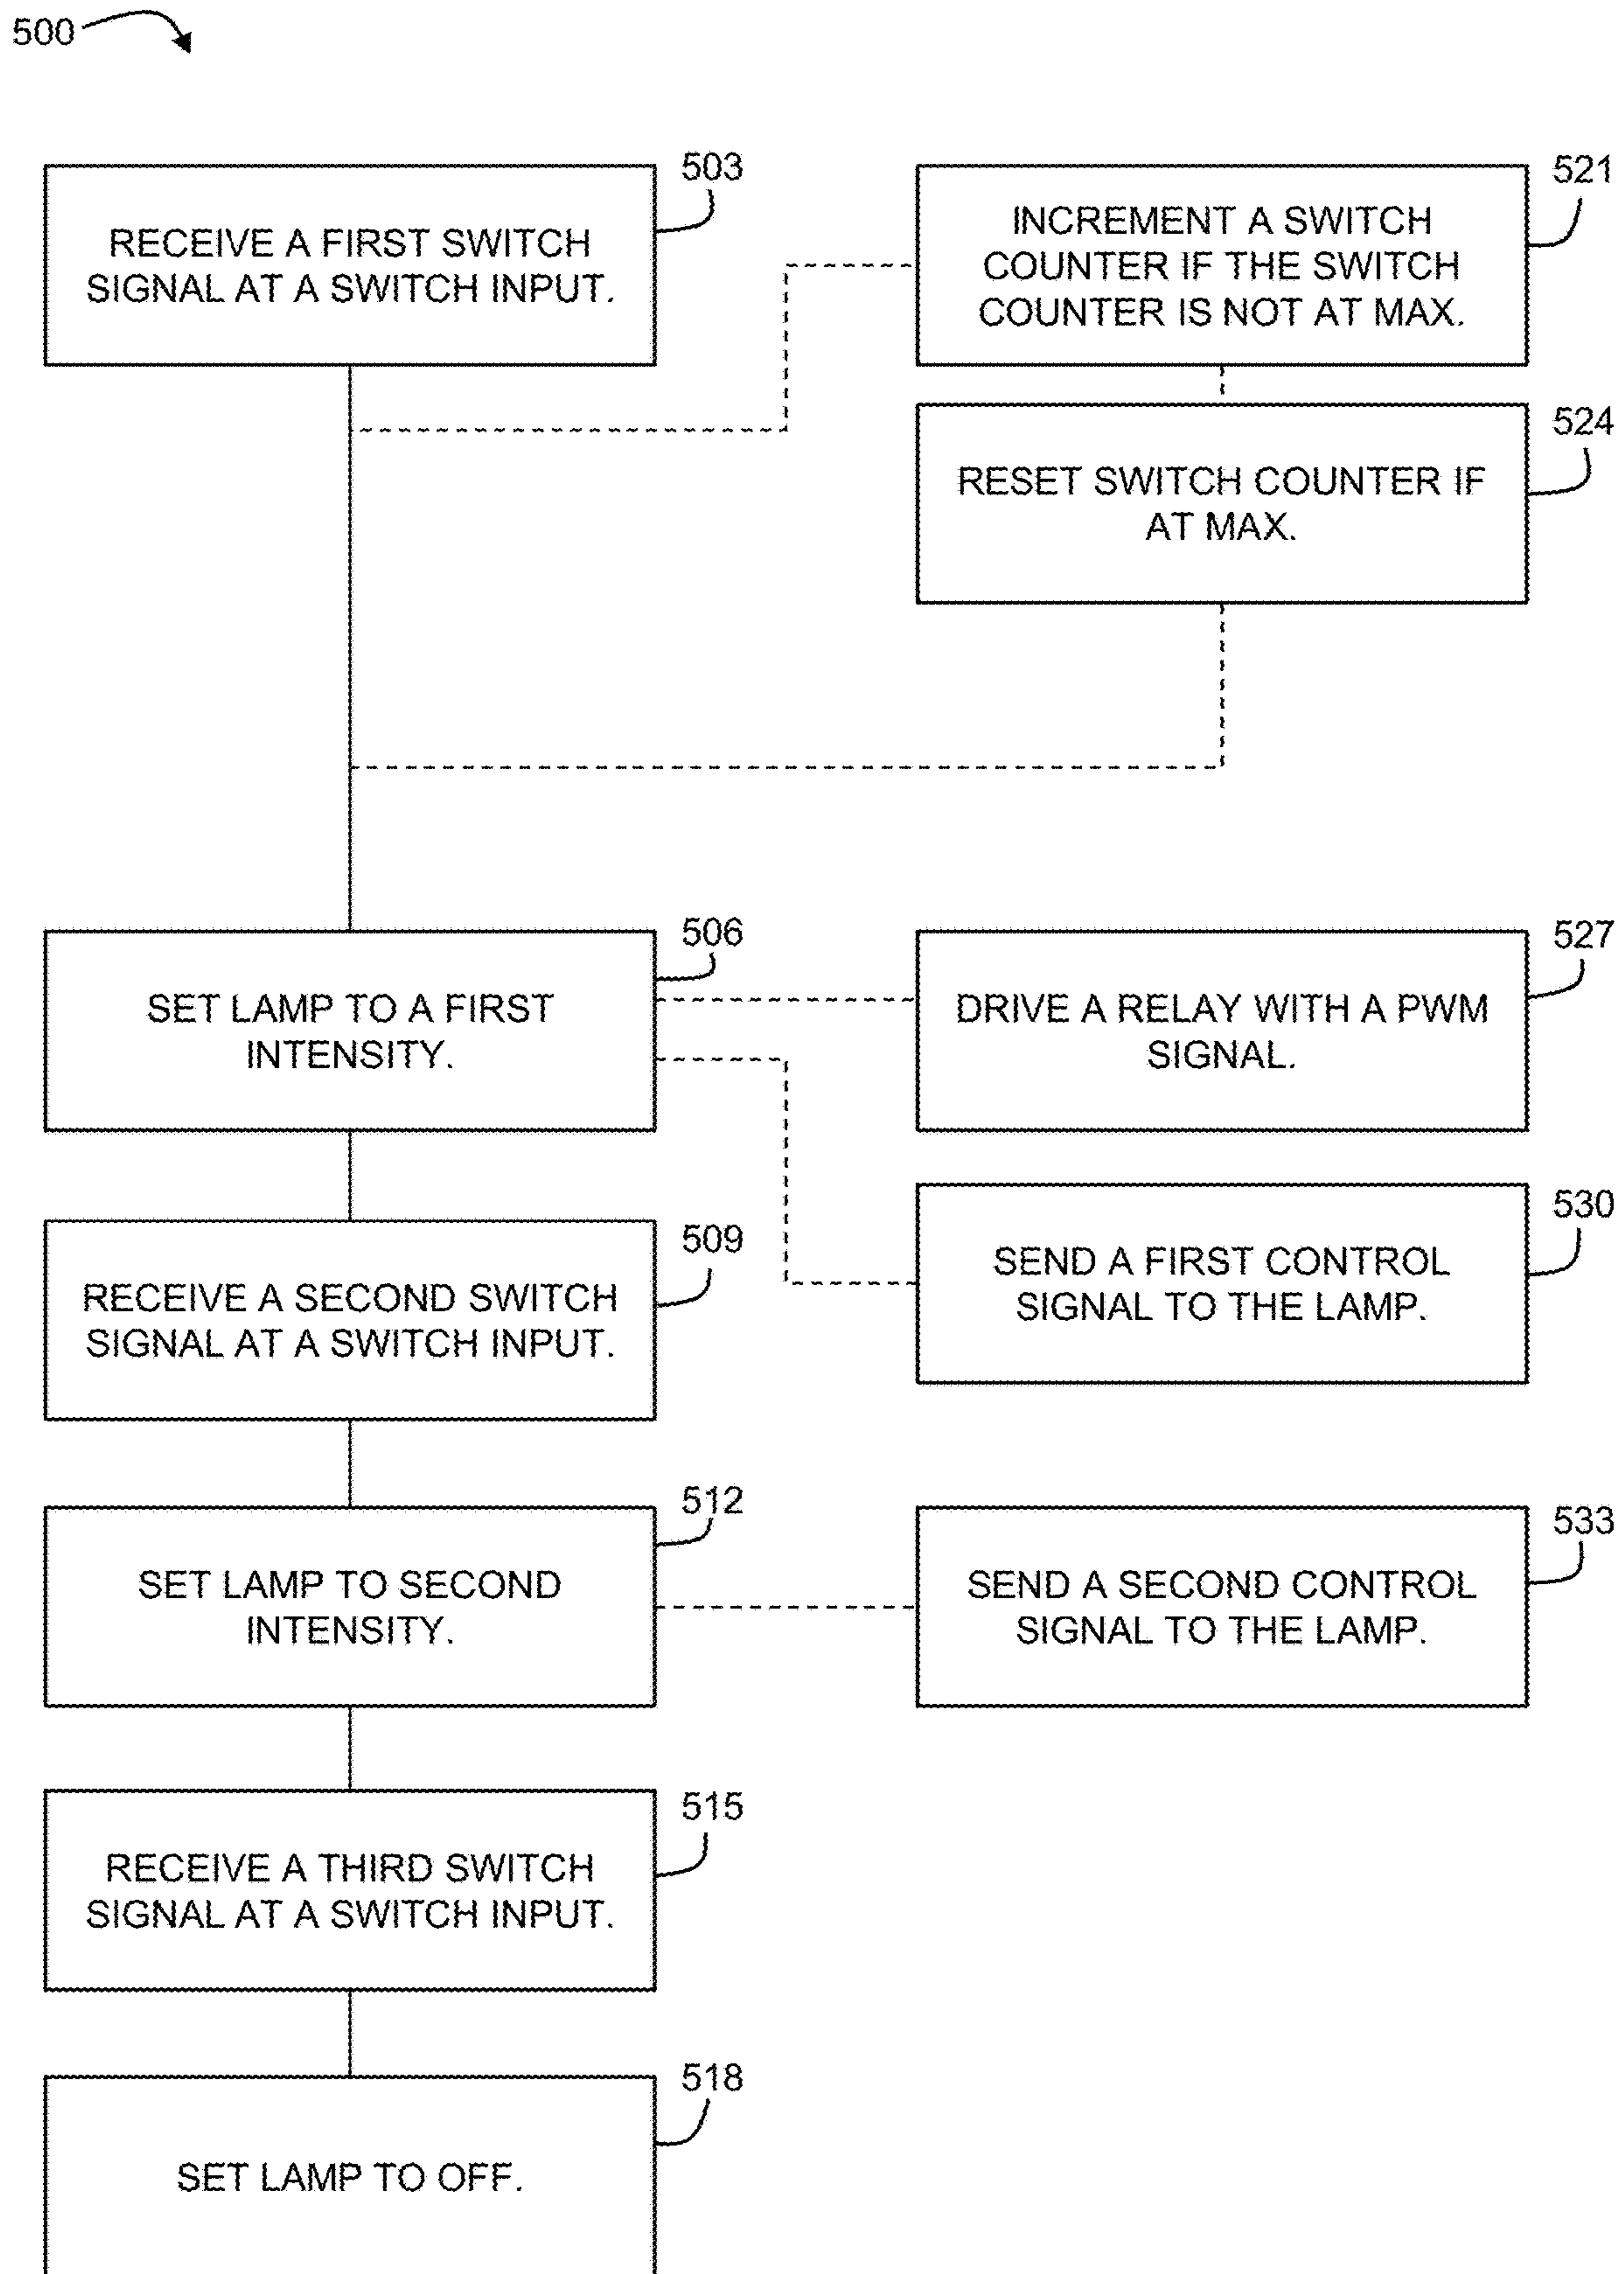 500
503
RECEIVE A FIRST SWITCH
SIGNAL AT A SWITCH INPUT.
521
INCREMENT A SWITCH
COUNTER IF THE SWITCH
COUNTER IS NOT AT MAX.
524
RESET SWITCH COUNTER IF
AT MAX.
506
SET LAMP TO A FIRST
INTENSITY.
527
DRIVE A RELAY WITH A PWM
SIGNAL.
530
SEND A FIRST CONTROL
SIGNAL TO THE LAMP.
509
RECEIVE A SECOND SWITCH
SIGNAL AT A SWITCH INPUT.
512
SET LAMP TO SECOND
INTENSITY.
533
SEND A SECOND CONTROL
SIGNAL TO THE LAMP.
515
RECEIVE A THIRD SWITCH
SIGNAL AT A SWITCH INPUT.
518
SET LAMP TO OFF.